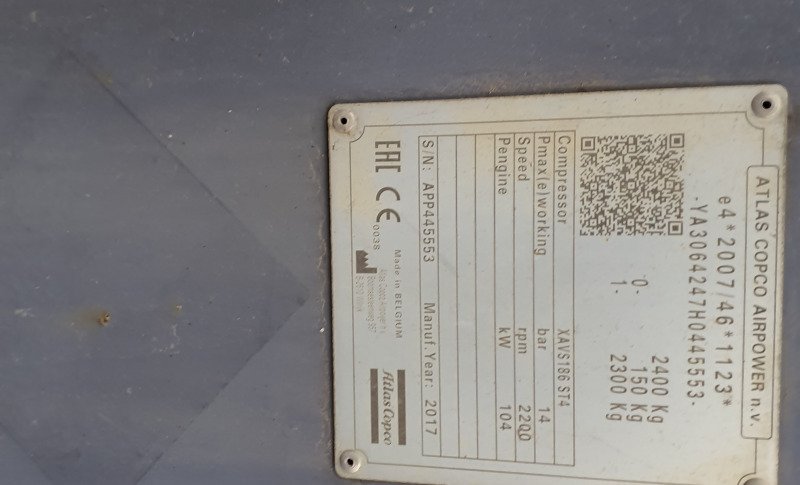 ATLAS COPCO AIRPOWER n.v.
e4*2007/46*1123*
-YA3064247H0445553-
2400 Kg
0- 150 Kg
1- 2300 Kg
Compressor XAVS186 ST4
Pmax(e)working bar 14
Speed rpm 2200
Pengine kW 104
S/N: APP445553 Manuf.Year: 2017
EAC CE 0038 Made in BELGIUM
Atlas Copco